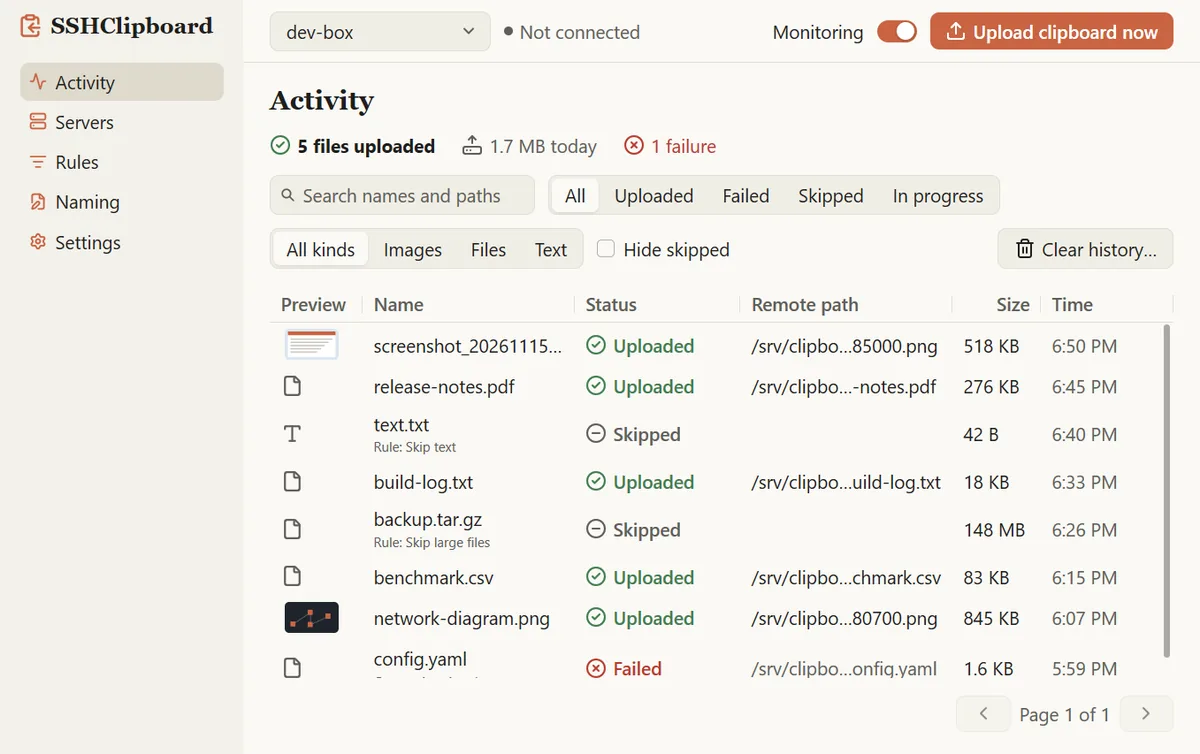 SSHClipboard
dev-box
Not connected
Monitoring
Upload clipboard now
Activity
Servers
Rules
Naming
Settings
Activity
5 files uploaded
1.7 MB today
1 failure
Search names and paths
All Uploaded Failed Skipped In progress
All kinds Images Files Text
Hide skipped
Clear history...
Preview Name Status Remote path Size Time
screenshot_20261115... Uploaded /srv/clipbo...85000.png 518 KB 6:50 PM
release-notes.pdf Uploaded /srv/clipbo...-notes.pdf 276 KB 6:45 PM
text.txt Skipped 42 B 6:40 PM
Rule: Skip text
build-log.txt Uploaded /srv/clipbo...uild-log.txt 18 KB 6:33 PM
backup.tar.gz Skipped 148 MB 6:26 PM
Rule: Skip large files
benchmark.csv Uploaded /srv/clipbo...chmark.csv 83 KB 6:15 PM
network-diagram.png Uploaded /srv/clipbo...80700.png 845 KB 6:07 PM
config.yaml Failed /srv/clipbo...onfig.yaml 1.6 KB 5:59 PM
Page 1 of 1